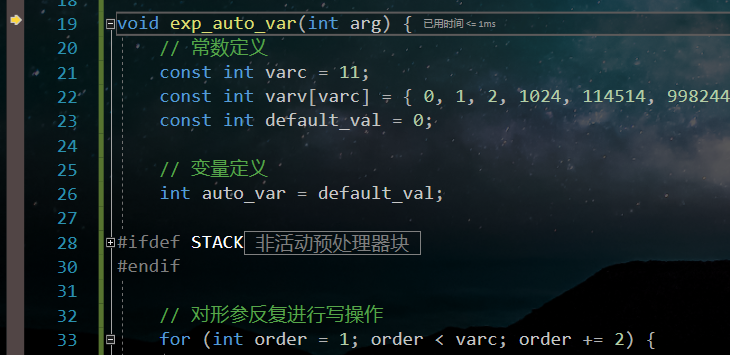 19 void exp_auto_var(int arg) { 已用时间 <= 1ms
20 // 常数定义
21 const int varc = 11;
22 const int varv[varc] = { 0, 1, 2, 1024, 114514, 998244
23 const int default_val = 0;
24
25 // 变量定义
26 int auto_var = default_val;
27
28 #ifdef STACK 非活动预处理器块
30 #endif
31
32 // 对形参反复进行写操作
33 for (int order = 1; order < varc; order += 2) {